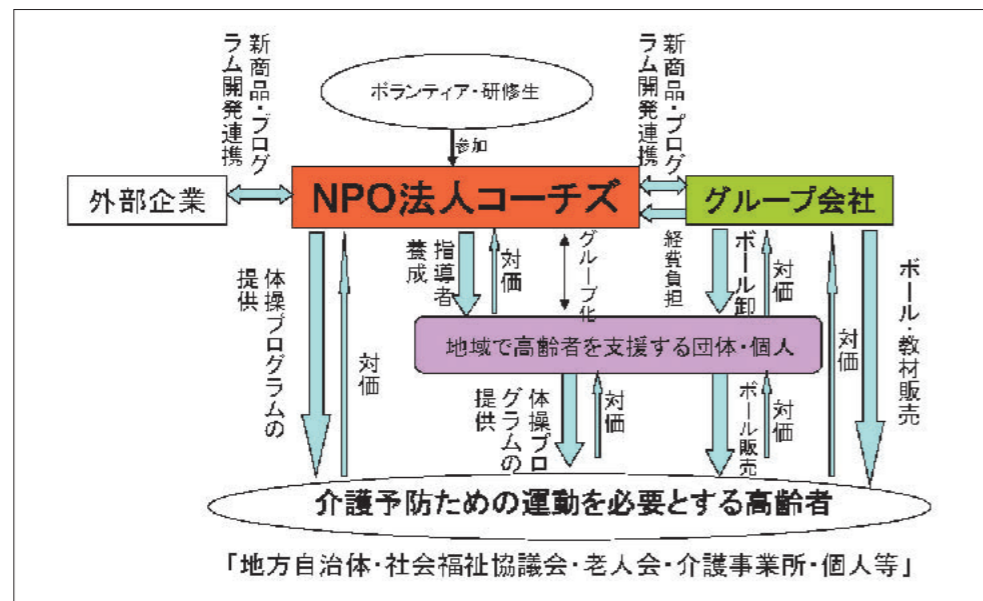 新商品・プログ
ラム開発連携
ボランティア・研修生
新商品・プログ
ラム開発連携
参加
外部企業
NPO法人コーチズ
グループ会社
体操プログラムの
提供
対価
指導者
養成
対価
グループ化
経費負担
ボール卸
対価
対価
ボール・教材販売
地域で高齢者を支援する団体・個人
体操プロ
グラムの
提供
対価
ボール販売
対価
介護予防ための運動を必要とする高齢者
「地方自治体・社会福祉協議会・老人会・介護事業所・個人等」